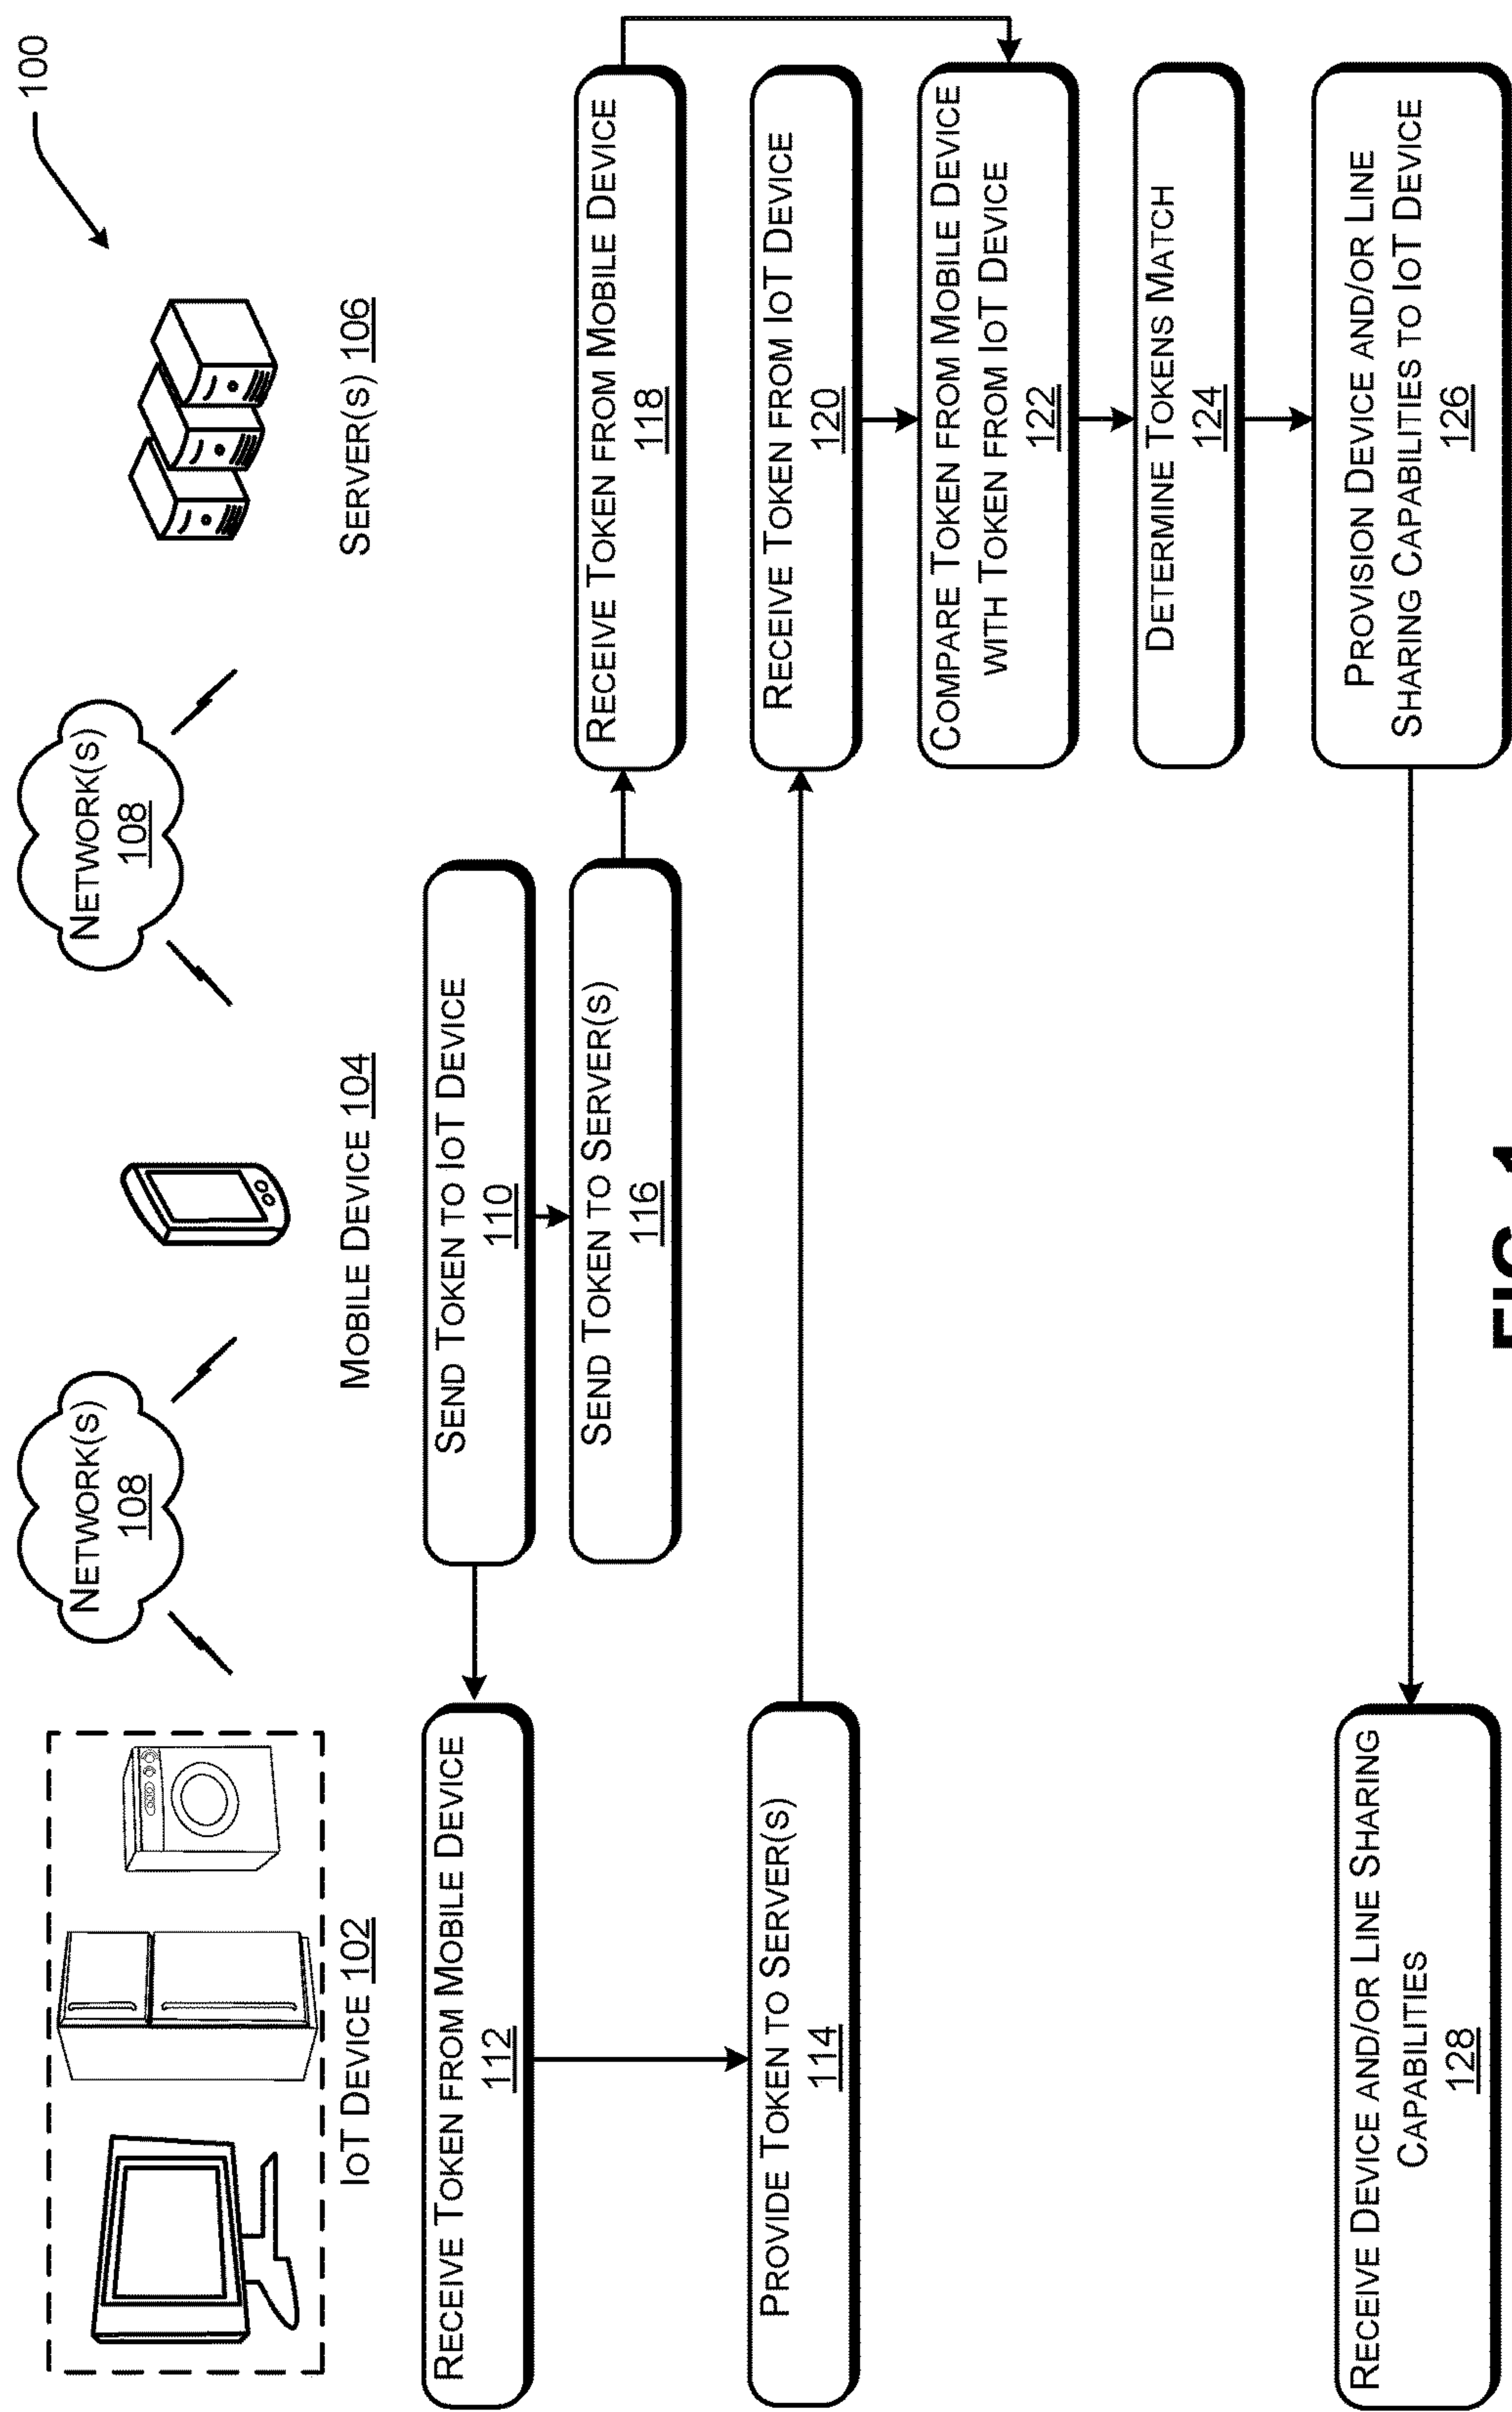 100
NETWORK(S)
108
NETWORK(S)
108
IOT DEVICE 102
MOBILE DEVICE 104
SERVER(S) 106
SEND TOKEN TO IOT DEVICE
110
RECEIVE TOKEN FROM MOBILE DEVICE
112
SEND TOKEN TO SERVER(S)
116
RECEIVE TOKEN FROM MOBILE DEVICE
118
PROVIDE TOKEN TO SERVER(S)
114
RECEIVE TOKEN FROM IOT DEVICE
120
COMPARE TOKEN FROM MOBILE DEVICE
WITH TOKEN FROM IOT DEVICE
122
DETERMINE TOKENS MATCH
124
PROVISION DEVICE AND/OR LINE
SHARING CAPABILITIES TO IOT DEVICE
126
RECEIVE DEVICE AND/OR LINE SHARING
CAPABILITIES
128